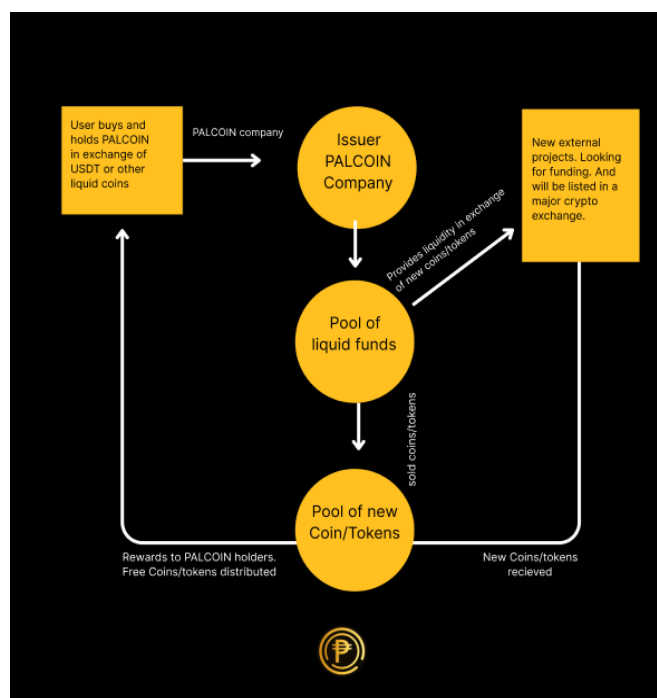 User buys and
holds PALCOIN
in exchange of
USDT or other
liquid coins
PALCOIN company
Issuer
PALCOIN
Company
New external
projects. Looking
for funding. And
will be listed in a
major crypto
exchange.
Provides liquidity in exchange
of new coins/tokens
Pool of
liquid funds
sold coins/tokens
Pool of new
Coin/Tokens
Rewards to PALCOIN holders.
Free Coins/tokens distributed
New Coins/tokens
recieved